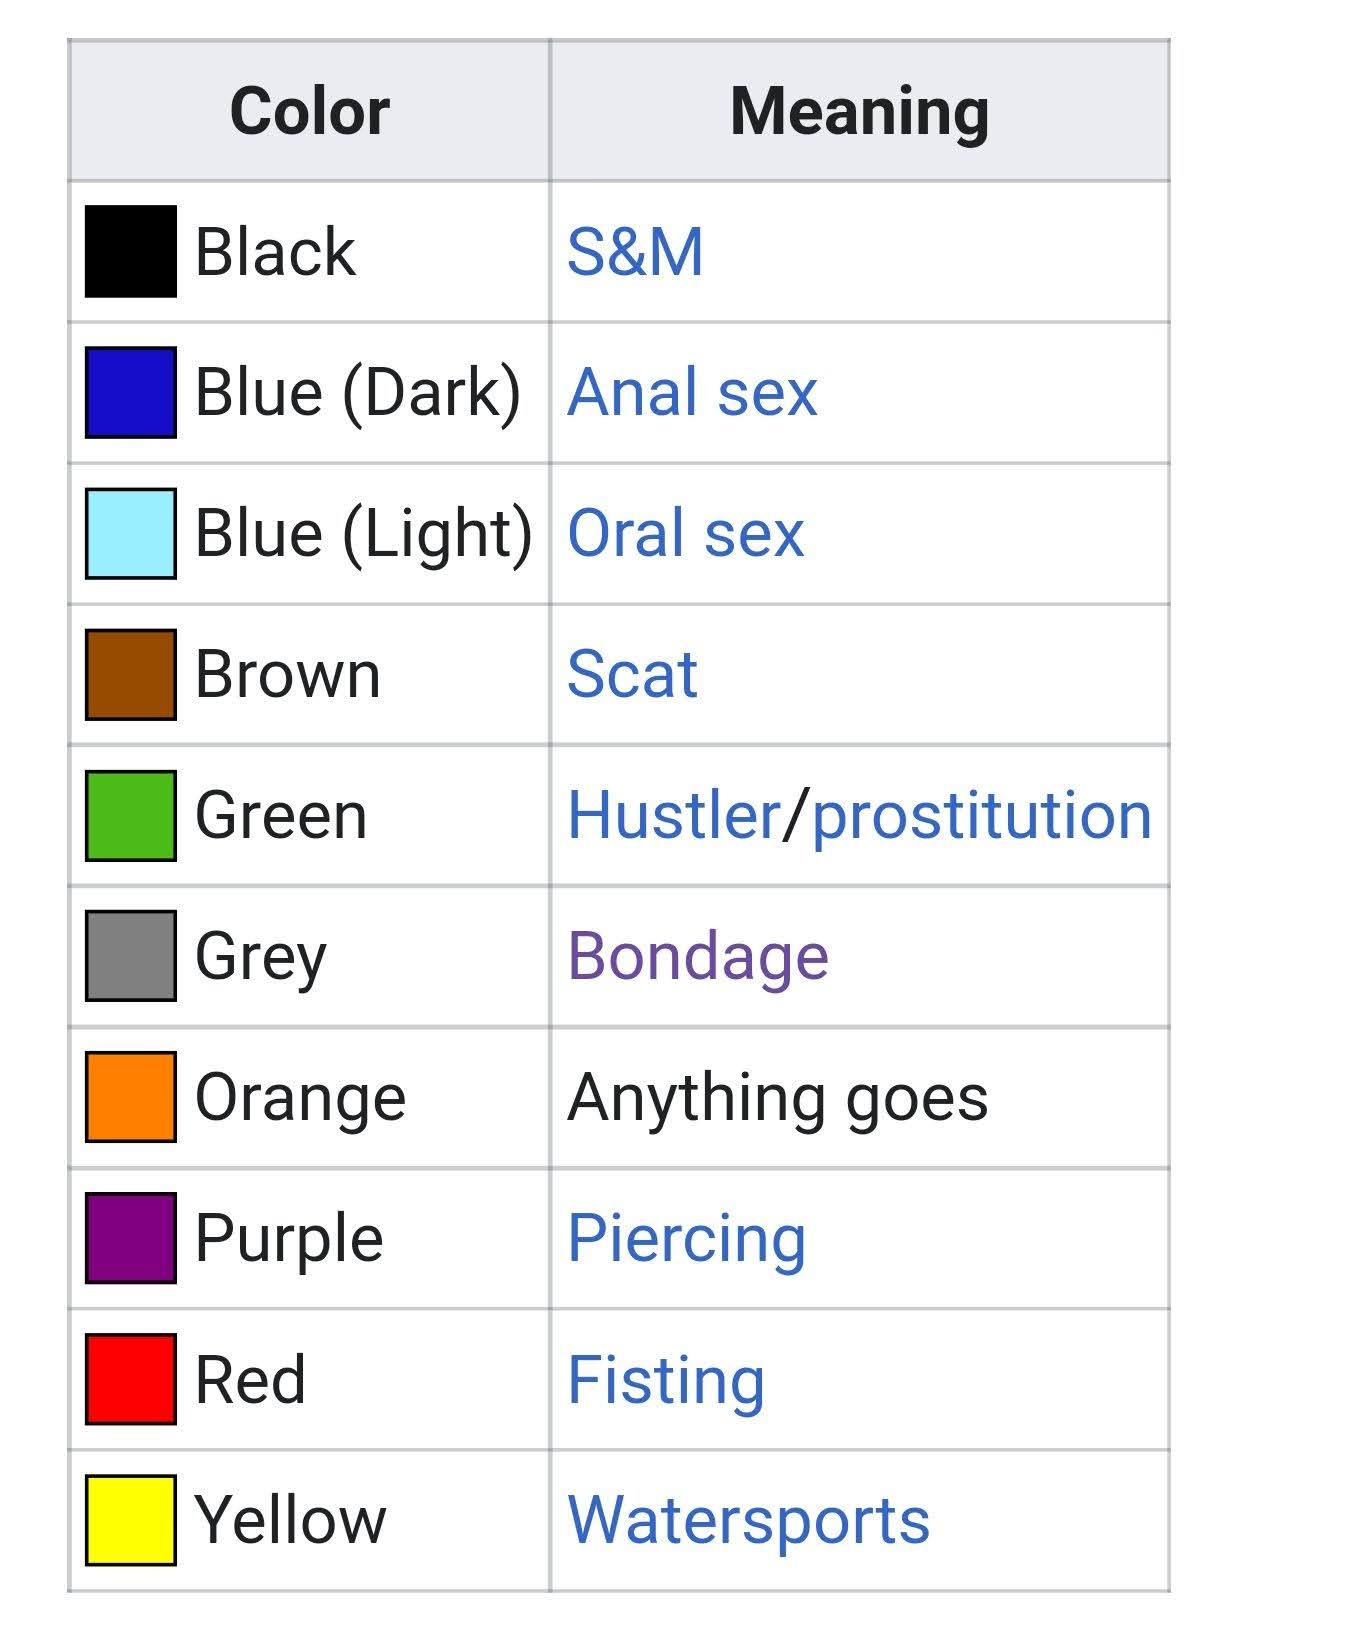 Color Meaning
Black S&M
Blue (Dark) Anal sex
Blue (Light) Oral sex
Brown Scat
Green Hustler/prostitution
Grey Bondage
Orange Anything goes
Purple Piercing
Red Fisting
Yellow Watersports